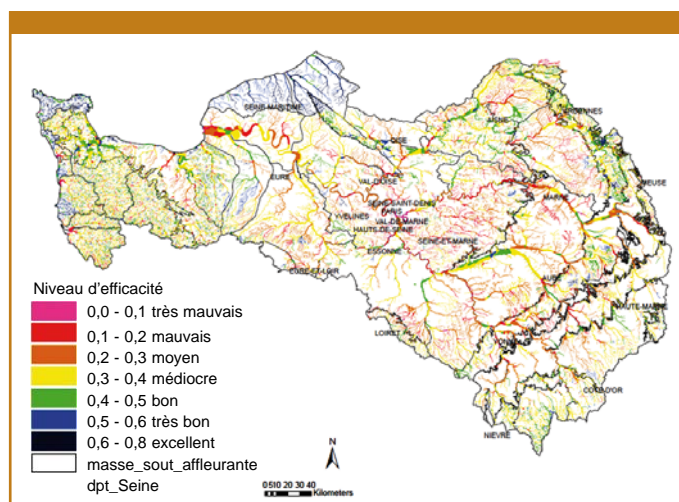 SEINE-MARITIME
AISNE
ARDENNES
OISE
EURE
VAL-D'OISE
MEUSE
SEINE-SAINT-DENIS
PARIS
VAL-DE-MARNE
MARNE
YVELINES
HAUTS-DE-SEINE
SEINE-ET-MARNE
ESSONNE
EURE-ET-LOIR
AUBE
HAUTE-MARNE
LOIRET
YONNE
COTE-D'OR
NIEVRE
Niveau d'efficacité
0,0 - 0,1 très mauvais
0,1 - 0,2 mauvais
0,2 - 0,3 moyen
0,3 - 0,4 médiocre
0,4 - 0,5 bon
0,5 - 0,6 très bon
0,6 - 0,8 excellent
masse_sout_affleurante
dpt_Seine
N
0 5 10 20 30 40
Kilometers